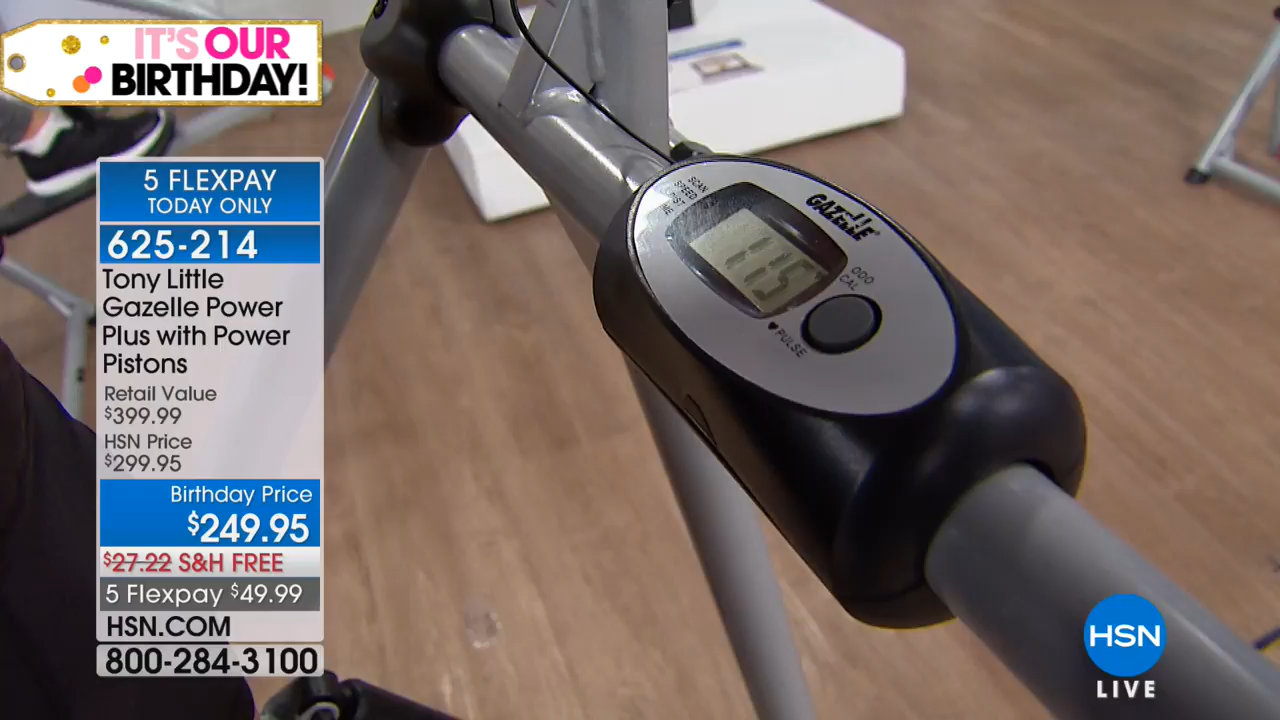 IT'S OUR
BIRTHDAY!
5 FLEXPAY
TODAY ONLY
625-214
Tony Little
Gazelle Power
Plus with Power
Pistons
Retail Value
$399.99
HSN Price
$299.95
Birthday Price
$249.95
$27.22 S&H FREE
5 Flexpay $49.99
HSN.COM
800-284-3100
SCAN
SPEED
GAZELLE
ODO
CAL
PULSE
HSN
LIVE